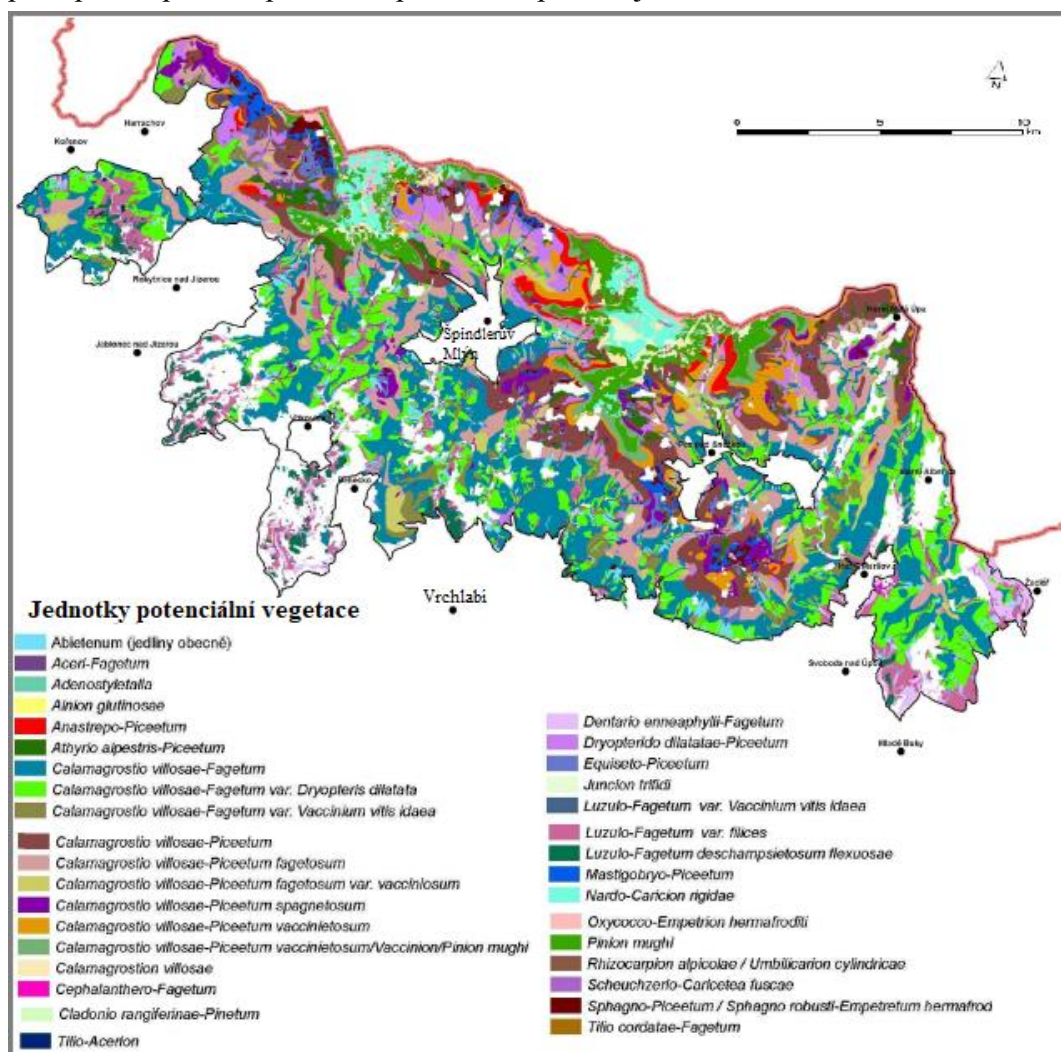 N
0 5 10
Km
Harrachov
Kořenov
Rokytnice nad Jizerou
Jablonec nad Jizerou
Špindlerův
Mlýn
Benecko
Vrchlabí
Svoboda nad Úpou
Žacléř
Mladé Buky
Jednotky potenciální vegetace
Abietenum (jedliny obecně)
Aceri-Fagetum
Adenostyletalia
Alnion glutinosae
Anastrepo-Piceetum
Athyrio alpestris-Piceetum
Calamagrostio villosae-Fagetum
Calamagrostio villosae-Fagetum var. Dryopteris dilatata
Calamagrostio villosae-Fagetum var. Vaccinium vitis idaea
Calamagrostio villosae-Piceetum
Calamagrostio villosae-Piceetum fagetosum
Calamagrostio villosae-Piceetum fagetosum var. vacciniosum
Calamagrostio villosae-Piceetum spagnetosum
Calamagrostio villosae-Piceetum vaccinietosum
Calamagrostio villosae-Piceetum vaccinietosum/Vaccinion/Pinion mughi
Calamagrostion villosae
Cephalanthero-Fagetum
Cladonio rangiferinae-Pinetum
Tilio-Acerion
Dentario enneaphylli-Fagetum
Dryopterido dilatatae-Piceetum
Equiseto-Piceetum
Juncion trifidi
Luzulo-Fagetum var. Vaccinium vitis idaea
Luzulo-Fagetum var. filices
Luzulo-Fagetum deschampsietosum flexuosae
Mastigobryo-Piceetum
Nardo-Caricion rigidae
Oxycocco-Empetrion hermafroditi
Pinion mughi
Rhizocarpion alpicolae / Umbilicarion cylindricae
Scheuchzerio-Caricetea fuscae
Sphagno-Piceetum / Sphagno robusti-Empetretum hermafrod
Tilio cordatae-Fagetum